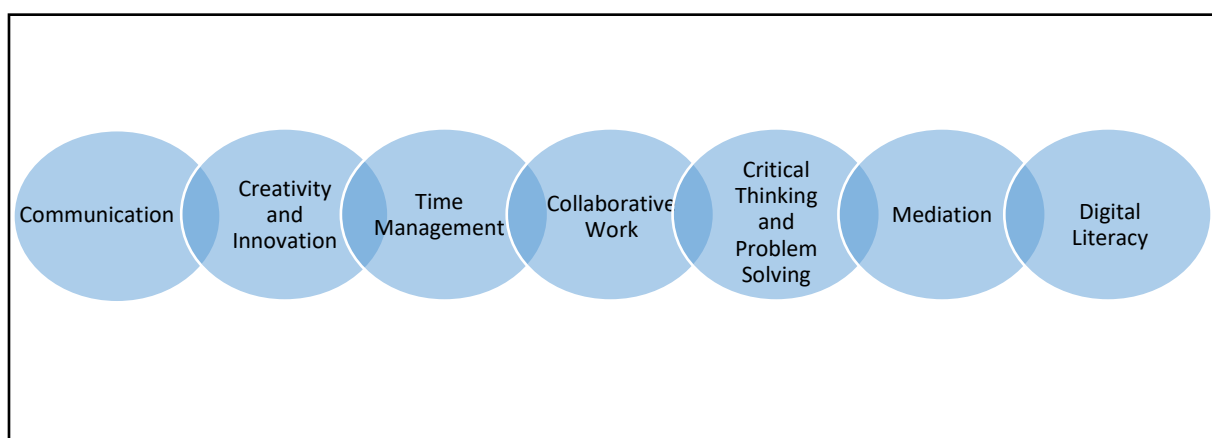 Communication
Creativity
and
Innovation
Time
Management
Collaborative
Work
Critical
Thinking
and
Problem
Solving
Mediation
Digital
Literacy